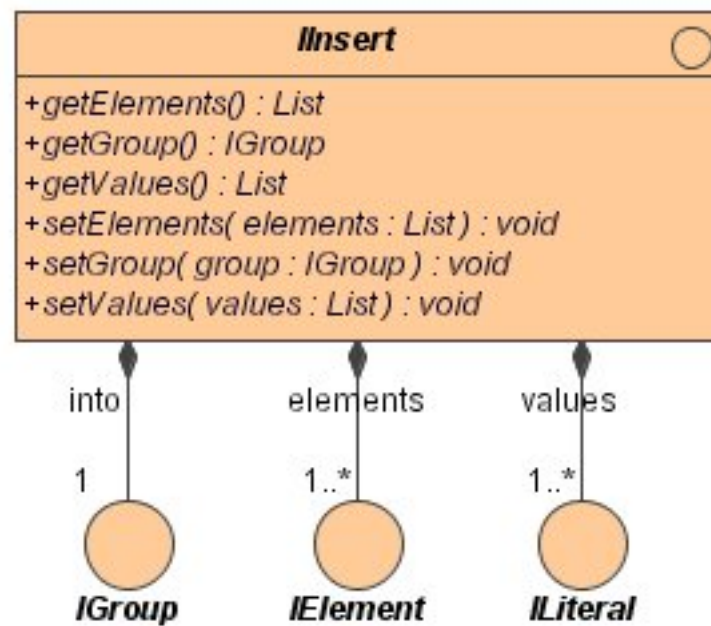 IInsert
+getElements() : List
+getGroup() : IGroup
+getValues() : List
+setElements( elements : List ) : void
+setGroup( group : IGroup ) : void
+setValues( values : List ) : void
into elements values
1 1..* 1..*
IGroup IElement ILiteral